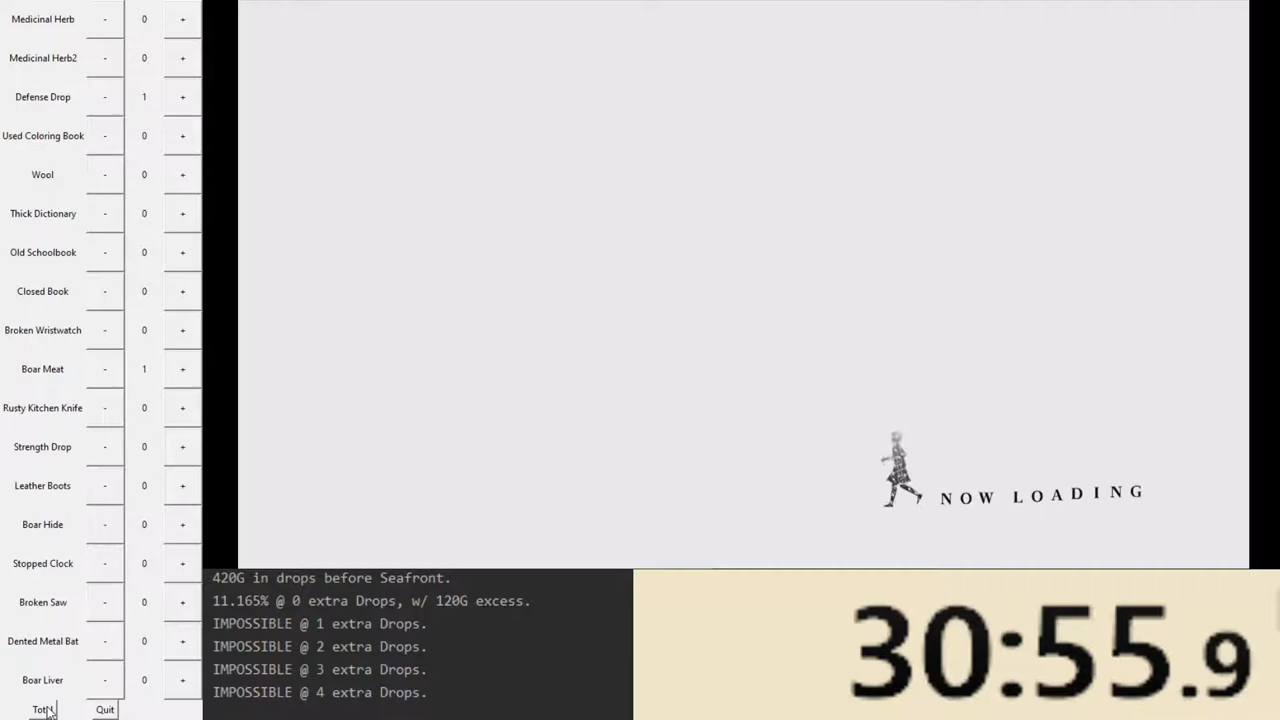 Medicinal Herb - 0 +
Medicinal Herb2 - 0 +
Defense Drop - 1 +
Used Coloring Book - 0 +
Wool - 0 +
Thick Dictionary - 0 +
Old Schoolbook - 0 +
Closed Book - 0 +
Broken Wristwatch - 0 +
Boar Meat - 1 +
Rusty Kitchen Knife - 0 +
Strength Drop - 0 +
Leather Boots - 0 +
Boar Hide - 0 +
Stopped Clock - 0 +
Broken Saw - 0 +
Dented Metal Bat - 0 +
Boar Liver - 0 +
Quit
NOW LOADING
420G in drops before Seafront.
11.165% @ 0 extra Drops, w/ 120G excess.
IMPOSSIBLE @ 1 extra Drops.
IMPOSSIBLE @ 2 extra Drops.
IMPOSSIBLE @ 3 extra Drops.
IMPOSSIBLE @ 4 extra Drops.
30:55.9